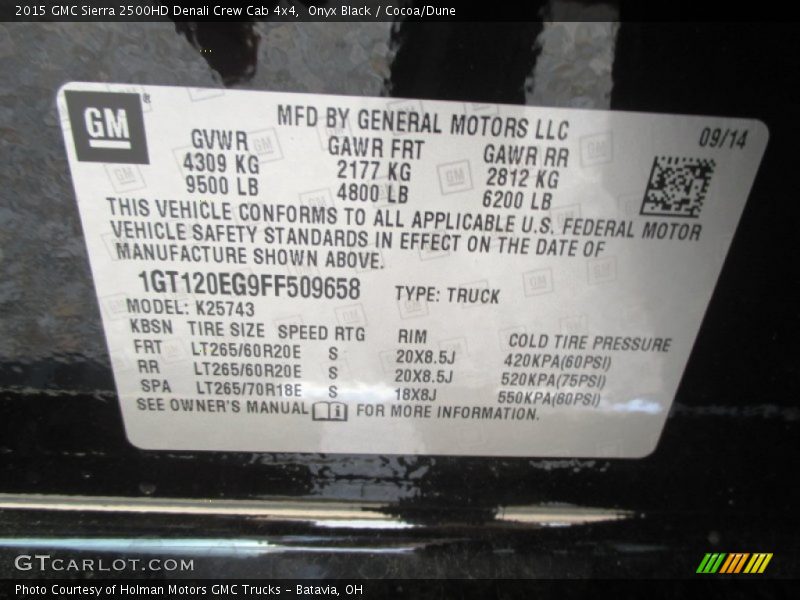 2015 GMC Sierra 2500HD Denali Crew Cab 4x4, Onyx Black / Cocoa/Dune
GM
MFD BY GENERAL MOTORS LLC
09/14
GVWR GAWR FRT GAWR RR
4309 KG 2177 KG 2812 KG
9500 LB 4800 LB 6200 LB
THIS VEHICLE CONFORMS TO ALL APPLICABLE U.S. FEDERAL MOTOR
VEHICLE SAFETY STANDARDS IN EFFECT ON THE DATE OF
MANUFACTURE SHOWN ABOVE.
1GT120EG9FF509658 TYPE: TRUCK
MODEL: K25743
KBSN TIRE SIZE SPEED RTG RIM COLD TIRE PRESSURE
FRT LT265/60R20E S 20X8.5J 420KPA(60PSI)
RR LT265/60R20E S 20X8.5J 520KPA(75PSI)
SPA LT265/70R18E S 18X8J 550KPA(80PSI)
SEE OWNER'S MANUAL FOR MORE INFORMATION.
GTCARLOT.COM
Photo Courtesy of Holman Motors GMC Trucks - Batavia, OH